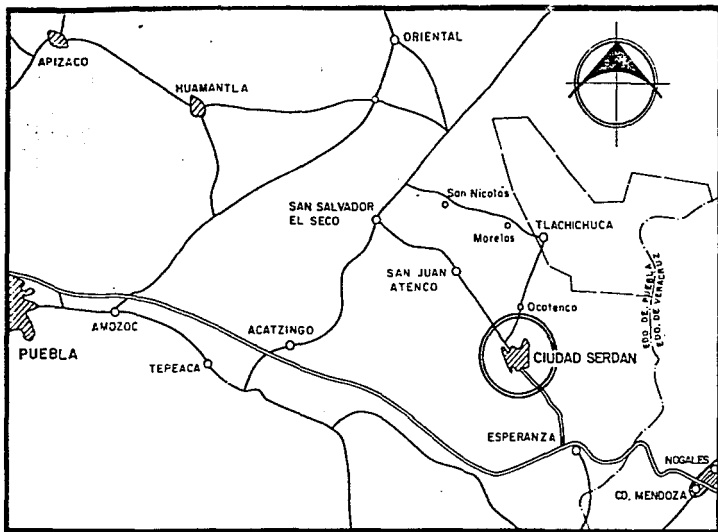 ORIENTAL
APIZACO
HUAMANTLA
San Nicolás
SAN SALVADOR
EL SECO
Morelos
TLACHICHUCA
SAN JUAN
ATENCO
EDO. DE PUEBLA
EDO. DE VERACRUZ
Ocotenco
AMOZOC
ACATZINGO
PUEBLA
TEPEACA
CIUDAD SERDAN
ESPERANZA
NOGALES
CD. MENDOZA